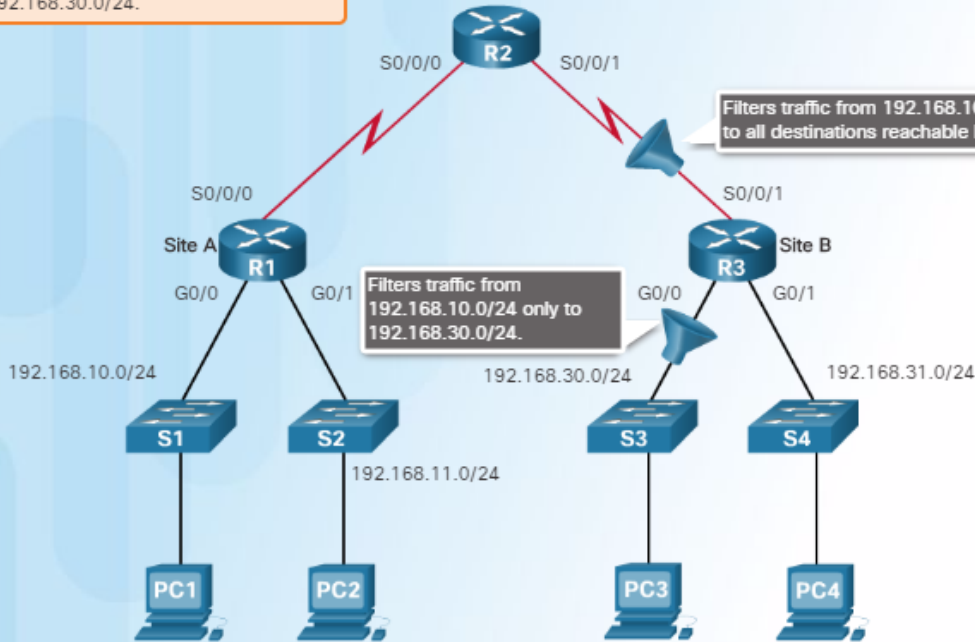 192.168.30.0/24.
R2
S0/0/0
S0/0/1
Filters traffic from
to all destinations reachable
S0/0/0
S0/0/1
Site A
R1
R3
Site B
G0/0
G0/1
Filters traffic from
192.168.10.0/24 only to
192.168.30.0/24.
G0/0
G0/1
192.168.10.0/24
192.168.30.0/24
192.168.31.0/24
S1
S2
S3
S4
192.168.11.0/24
PC1
PC2
PC3
PC4